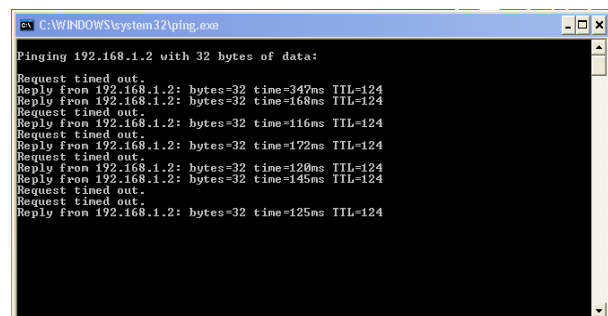 C:\WINDOWS\system32\ping.exe
Pinging 192.168.1.2 with 32 bytes of data:
Request timed out.
Reply from 192.168.1.2: bytes=32 time=347ms TTL=124
Reply from 192.168.1.2: bytes=32 time=168ms TTL=124
Request timed out.
Reply from 192.168.1.2: bytes=32 time=116ms TTL=124
Request timed out.
Reply from 192.168.1.2: bytes=32 time=172ms TTL=124
Request timed out.
Reply from 192.168.1.2: bytes=32 time=120ms TTL=124
Reply from 192.168.1.2: bytes=32 time=145ms TTL=124
Request timed out.
Request timed out.
Reply from 192.168.1.2: bytes=32 time=125ms TTL=124